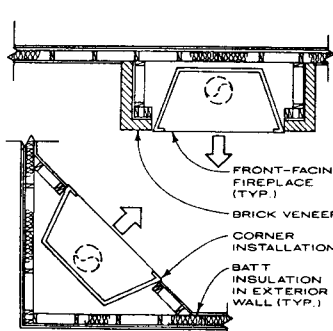 FRONT-FACIN
FIREPLACE
(TYP.)
BRICK VENEER
CORNER
INSTALLATION
BATT
INSULATION
IN EXTERIOR
WALL (TYP.)